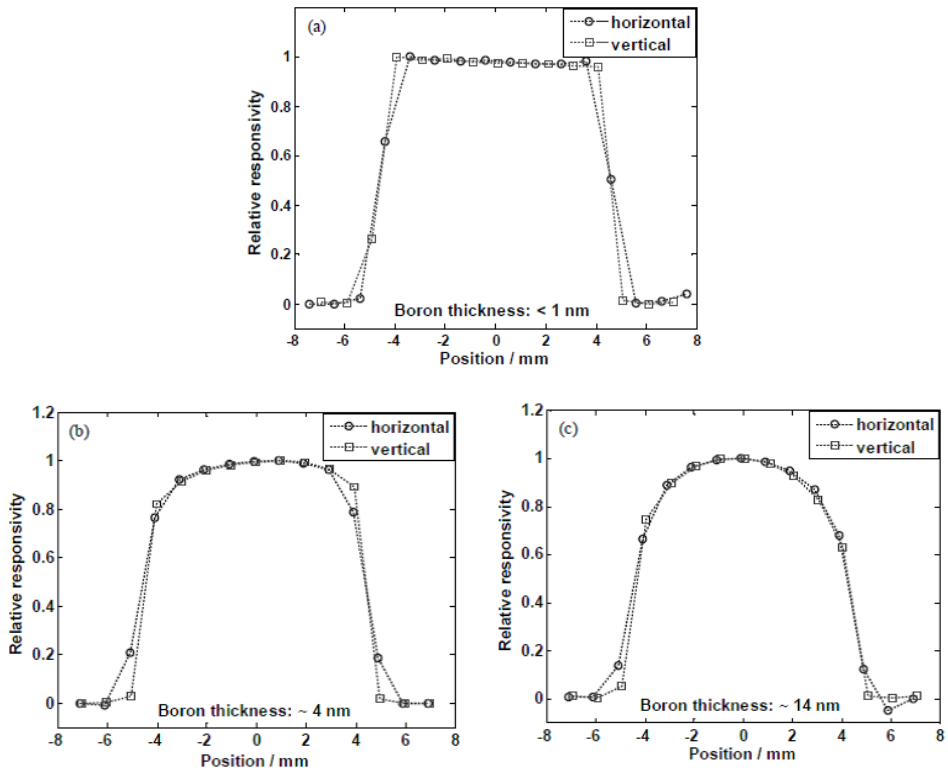 (a)
horizontal
vertical
1
0.8
0.6
0.4
0.2
0
Relative responsivity
Boron thickness: < 1 nm
-8 -6 -4 -2 0 2 4 6 8
Position / mm
(b)
horizontal
vertical
1.2
1
0.8
0.6
0.4
0.2
0
Relative responsivity
Boron thickness: ~ 4 nm
-8 -6 -4 -2 0 2 4 6 8
Position / mm
(c)
horizontal
vertical
1.2
1
0.8
0.6
0.4
0.2
0
Relative responsivity
Boron thickness: ~ 14 nm
-8 -6 -4 -2 0 2 4 6 8
Position / mm